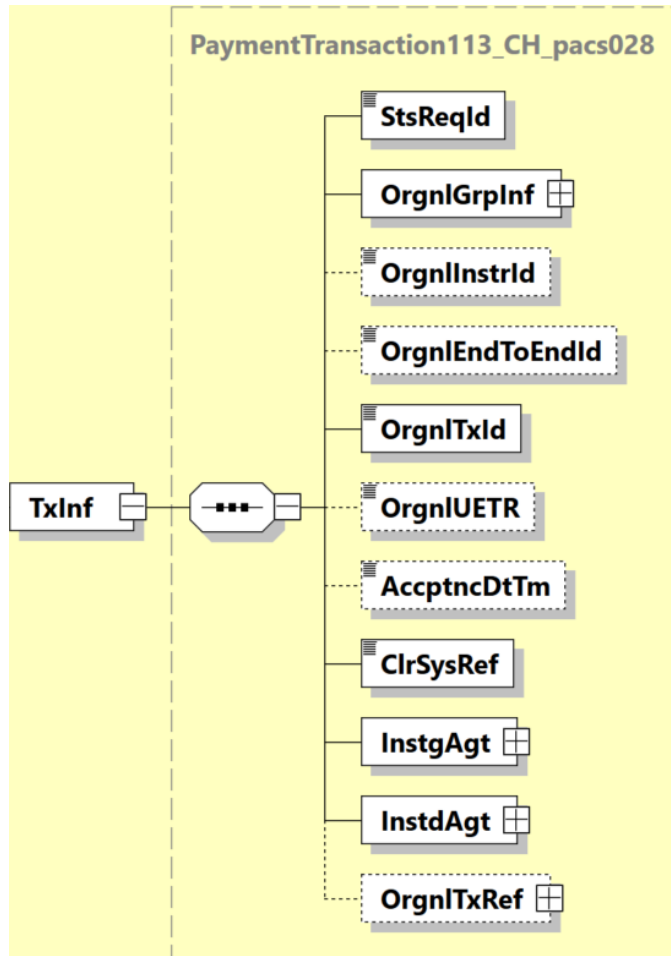 PaymentTransaction113_CH_pacs028
StsReqId
OrgnlGrpInf
OrgnlInstrId
OrgnlEndToEndId
OrgnlTxId
TxInf
OrgnlUETR
AccptncDtTm
ClrSysRef
InstgAgt
InstdAgt
OrgnlTxRef